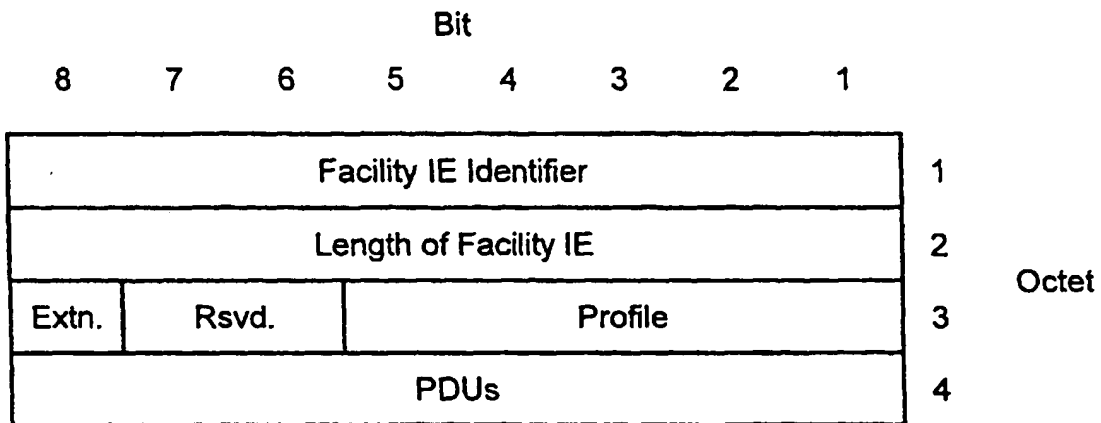 Bit
8 7 6 5 4 3 2 1
Facility IE Identifier 1
Length of Facility IE 2
Octet
Extn. Rsvd. Profile 3
PDUs 4